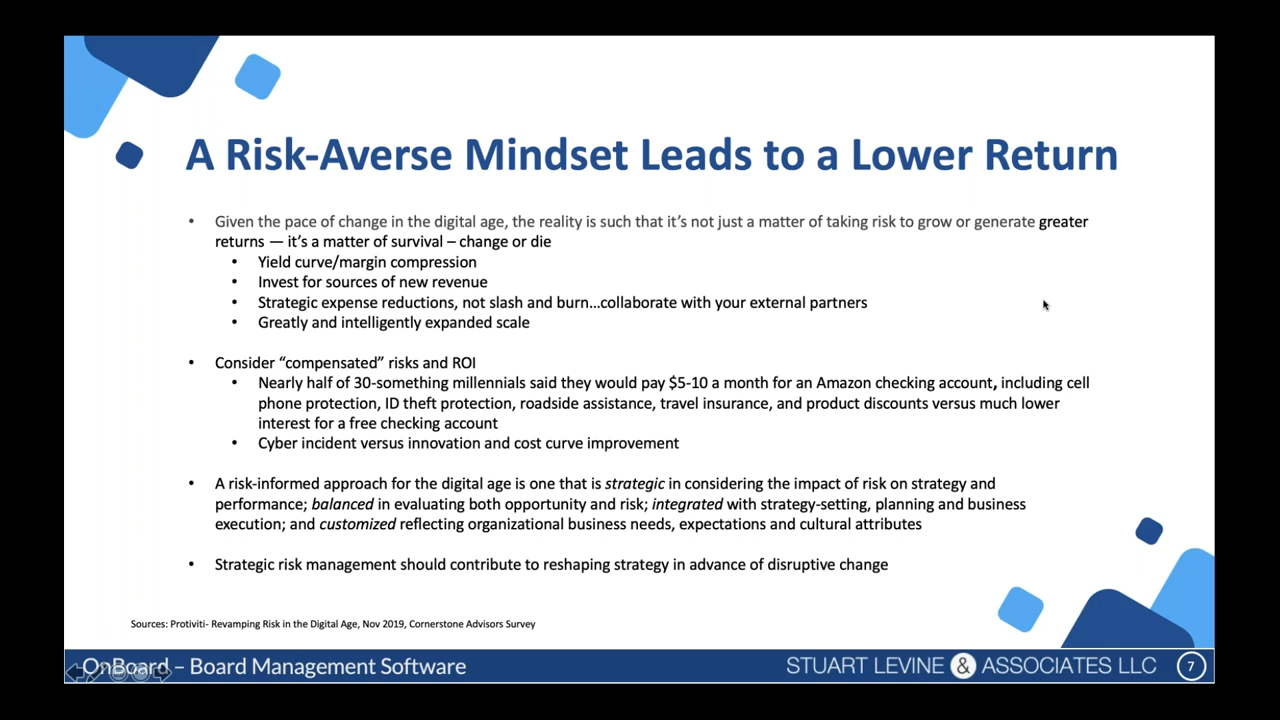 A Risk-Averse Mindset Leads to a Lower Return
• Given the pace of change in the digital age, the reality is such that it's not just a matter of taking risk to grow or generate greater
returns — it's a matter of survival – change or die
• Yield curve/margin compression
• Invest for sources of new revenue
• Strategic expense reductions, not slash and burn…collaborate with your external partners
• Greatly and intelligently expanded scale
• Consider “compensated” risks and ROI
• Nearly half of 30-something millennials said they would pay $5-10 a month for an Amazon checking account, including cell
phone protection, ID theft protection, roadside assistance, travel insurance, and product discounts versus much lower
interest for a free checking account
• Cyber incident versus innovation and cost curve improvement
• A risk-informed approach for the digital age is one that is strategic in considering the impact of risk on strategy and
performance; balanced in evaluating both opportunity and risk; integrated with strategy-setting, planning and business
execution; and customized reflecting organizational business needs, expectations and cultural attributes
• Strategic risk management should contribute to reshaping strategy in advance of disruptive change
Sources: Protiviti- Revamping Risk in the Digital Age, Nov 2019, Cornerstone Advisors Survey
OnBoard – Board Management Software
STUART LEVINE & ASSOCIATES LLC
7